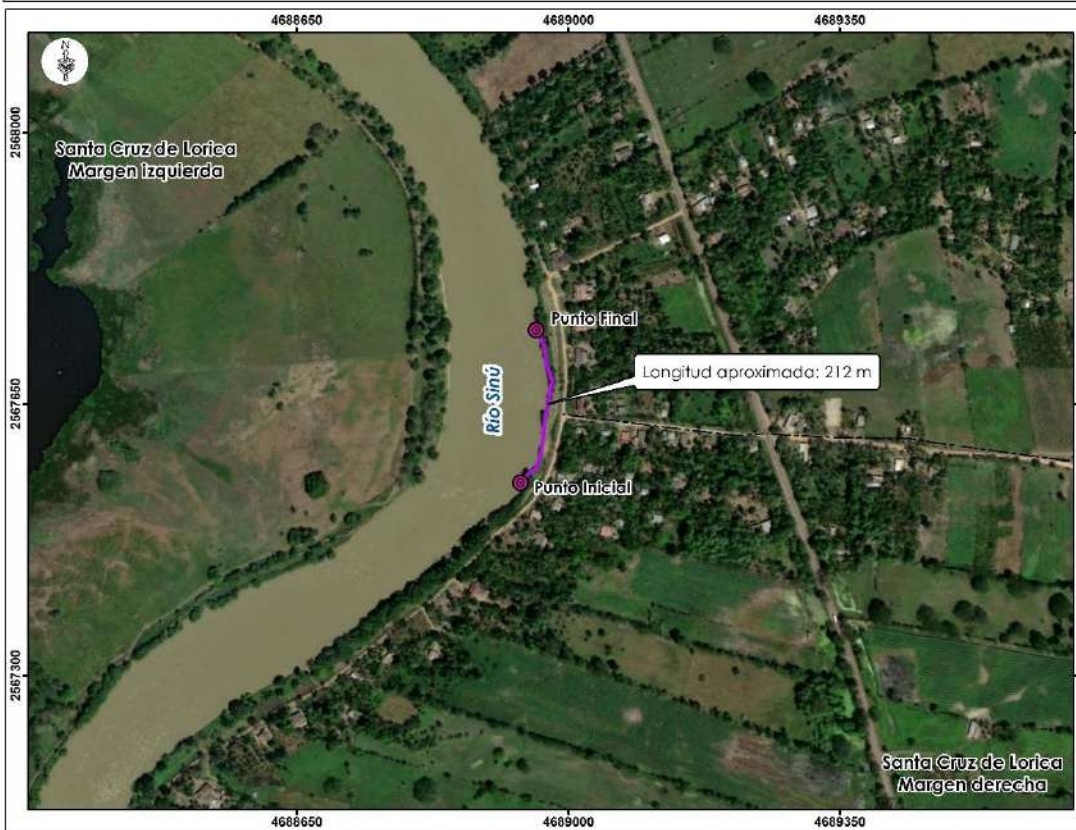 4688650
4689000
4689350
2568000
Santa Cruz de Lorica
Margen izquierda
Punto Final
Longitud aproximada: 212 m
2567650
Río Sinú
Punto Inicial
2567300
Santa Cruz de Lorica
Margen derecha
4688650
4689000
4689350